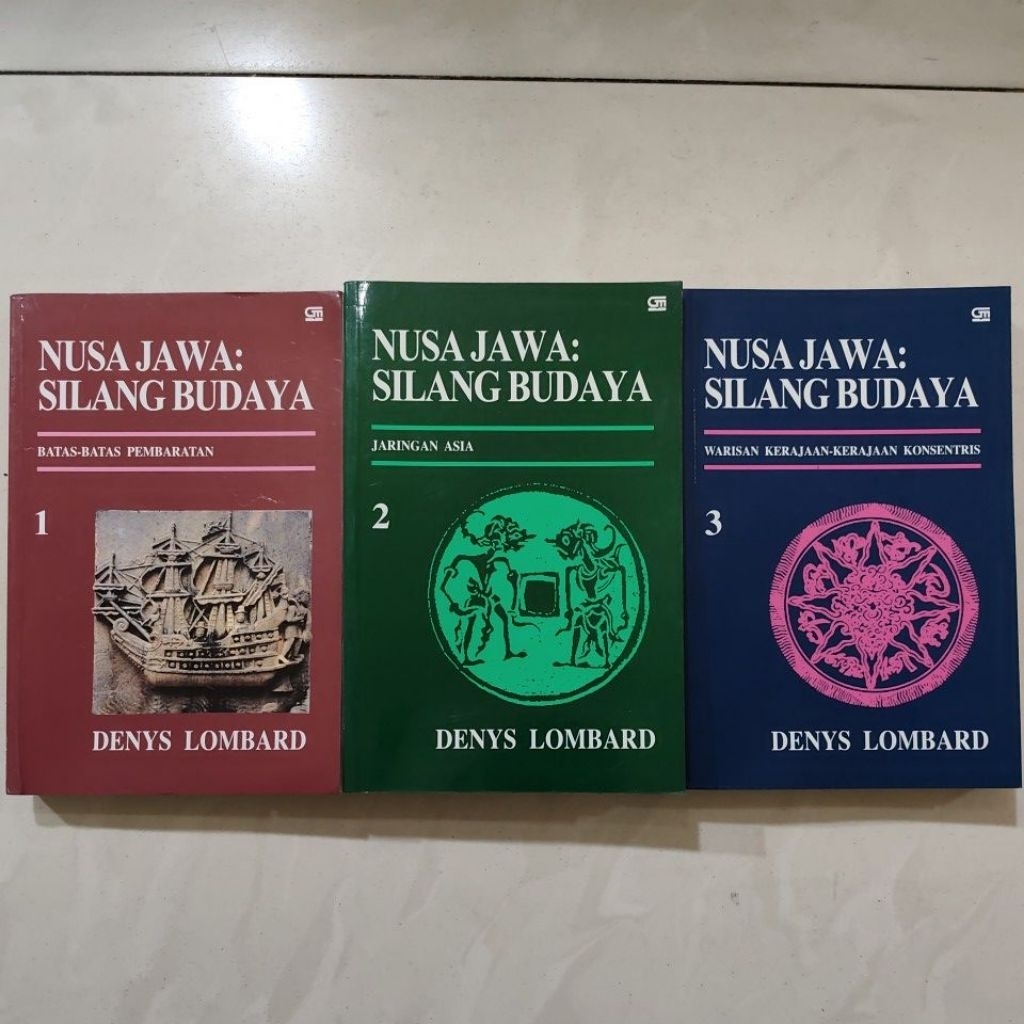 NUSA JAWA:
SILANG BUDAYA
BATAS-BATAS PEMBARATAN
1
DENYS LOMBARD
NUSA JAWA:
SILANG BUDAYA
JARINGAN ASIA
2
DENYS LOMBARD
NUSA JAWA:
SILANG BUDAYA
WARISAN KERAJAAN-KERAJAAN KONSENTRIS
3
DENYS LOMBARD